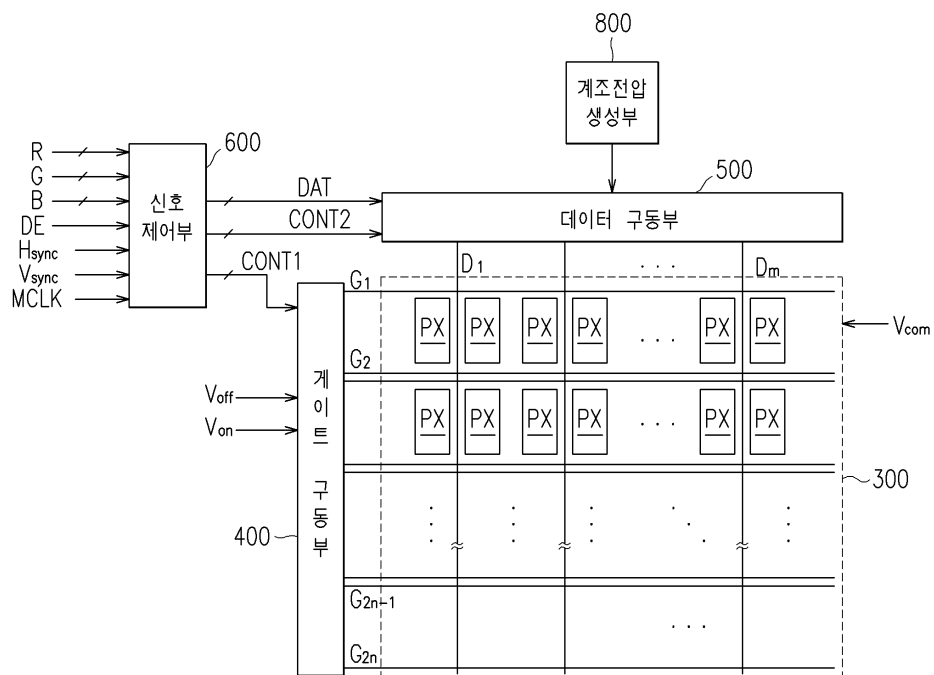 800
계조전압
생성부
600
R
G
B
DE
Hsync
Vsync
MCLK
신호
제어부
DAT
CONT2
CONT1
500
데이터 구동부
D1
. . .
Dm
G1
PX PX PX PX . . . PX PX
Vcom
G2
Voff
Von
PX PX PX PX . . . PX PX
게이트 구동부
300
400
G2n-1
. . .
G2n